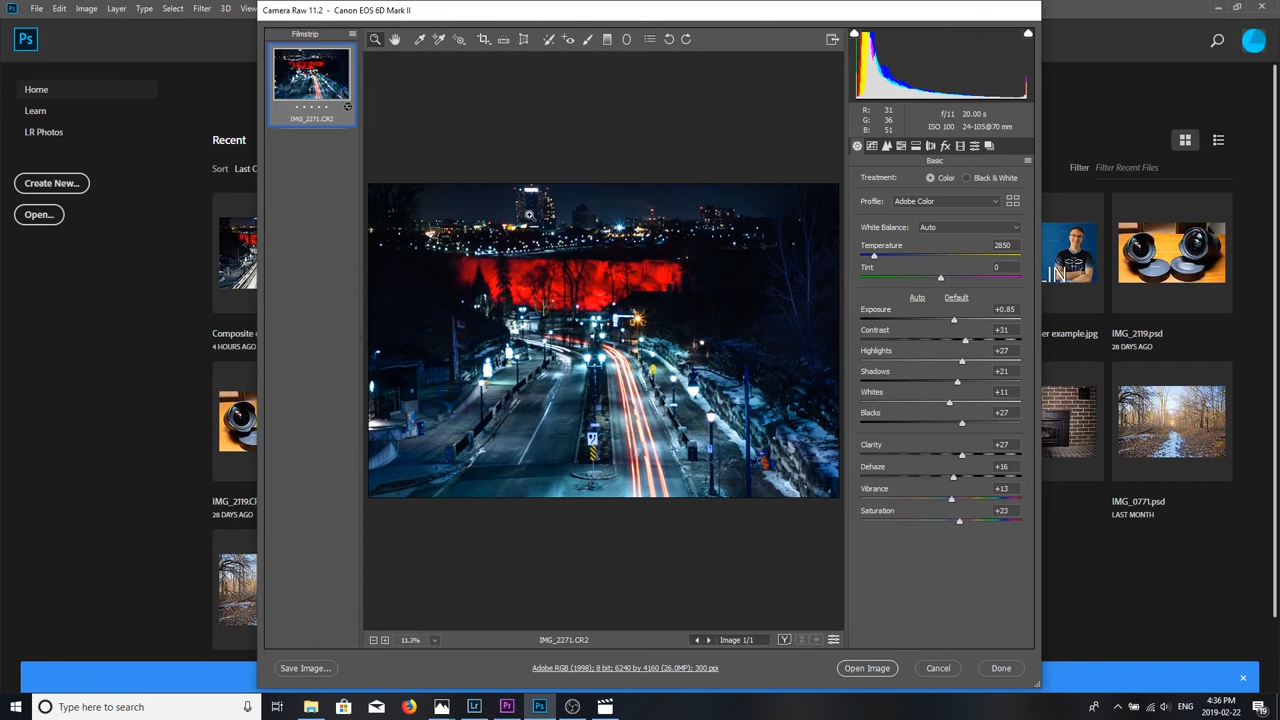 Ps File Edit Image Layer Type Select Filter 3D
Camera Raw 11.2 - Canon EOS 6D Mark II
Ps
Home
Learn
LR Photos
Create New...
Open...
Recent
Sort Last C
Filter Filter Recent Files
Composite
4 HOURS AGO
IMG_2119.CR
28 DAYS AGO
LIN
er example.jpg
IMG_2119.psd
28 DAYS AGO
IMG_0771.psd
LAST MONTH
Filmstrip
IMG_2271.CR2
R: 31
G: 36
B: 51
f/11 20.00 s
ISO 100 24-105@70 mm
Basic
Treatment: Color Black & White
Profile: Adobe Color
White Balance: Auto
Temperature 2850
Tint 0
Auto Default
Exposure +0.85
Contrast +31
Highlights +27
Shadows +21
Whites +11
Blacks +27
Clarity +27
Dehaze +16
Vibrance +13
Saturation +23
11.3%
IMG_2271.CR2
Image 1/1
Y
Save Image...
Adobe RGB (1998); 8 bit; 6240 by 4160 (26.0MP); 300 ppi
Open Image
Cancel
Done
Type here to search
Lr
Pr
Ps
ENG
4:36 PM
2019-02-22